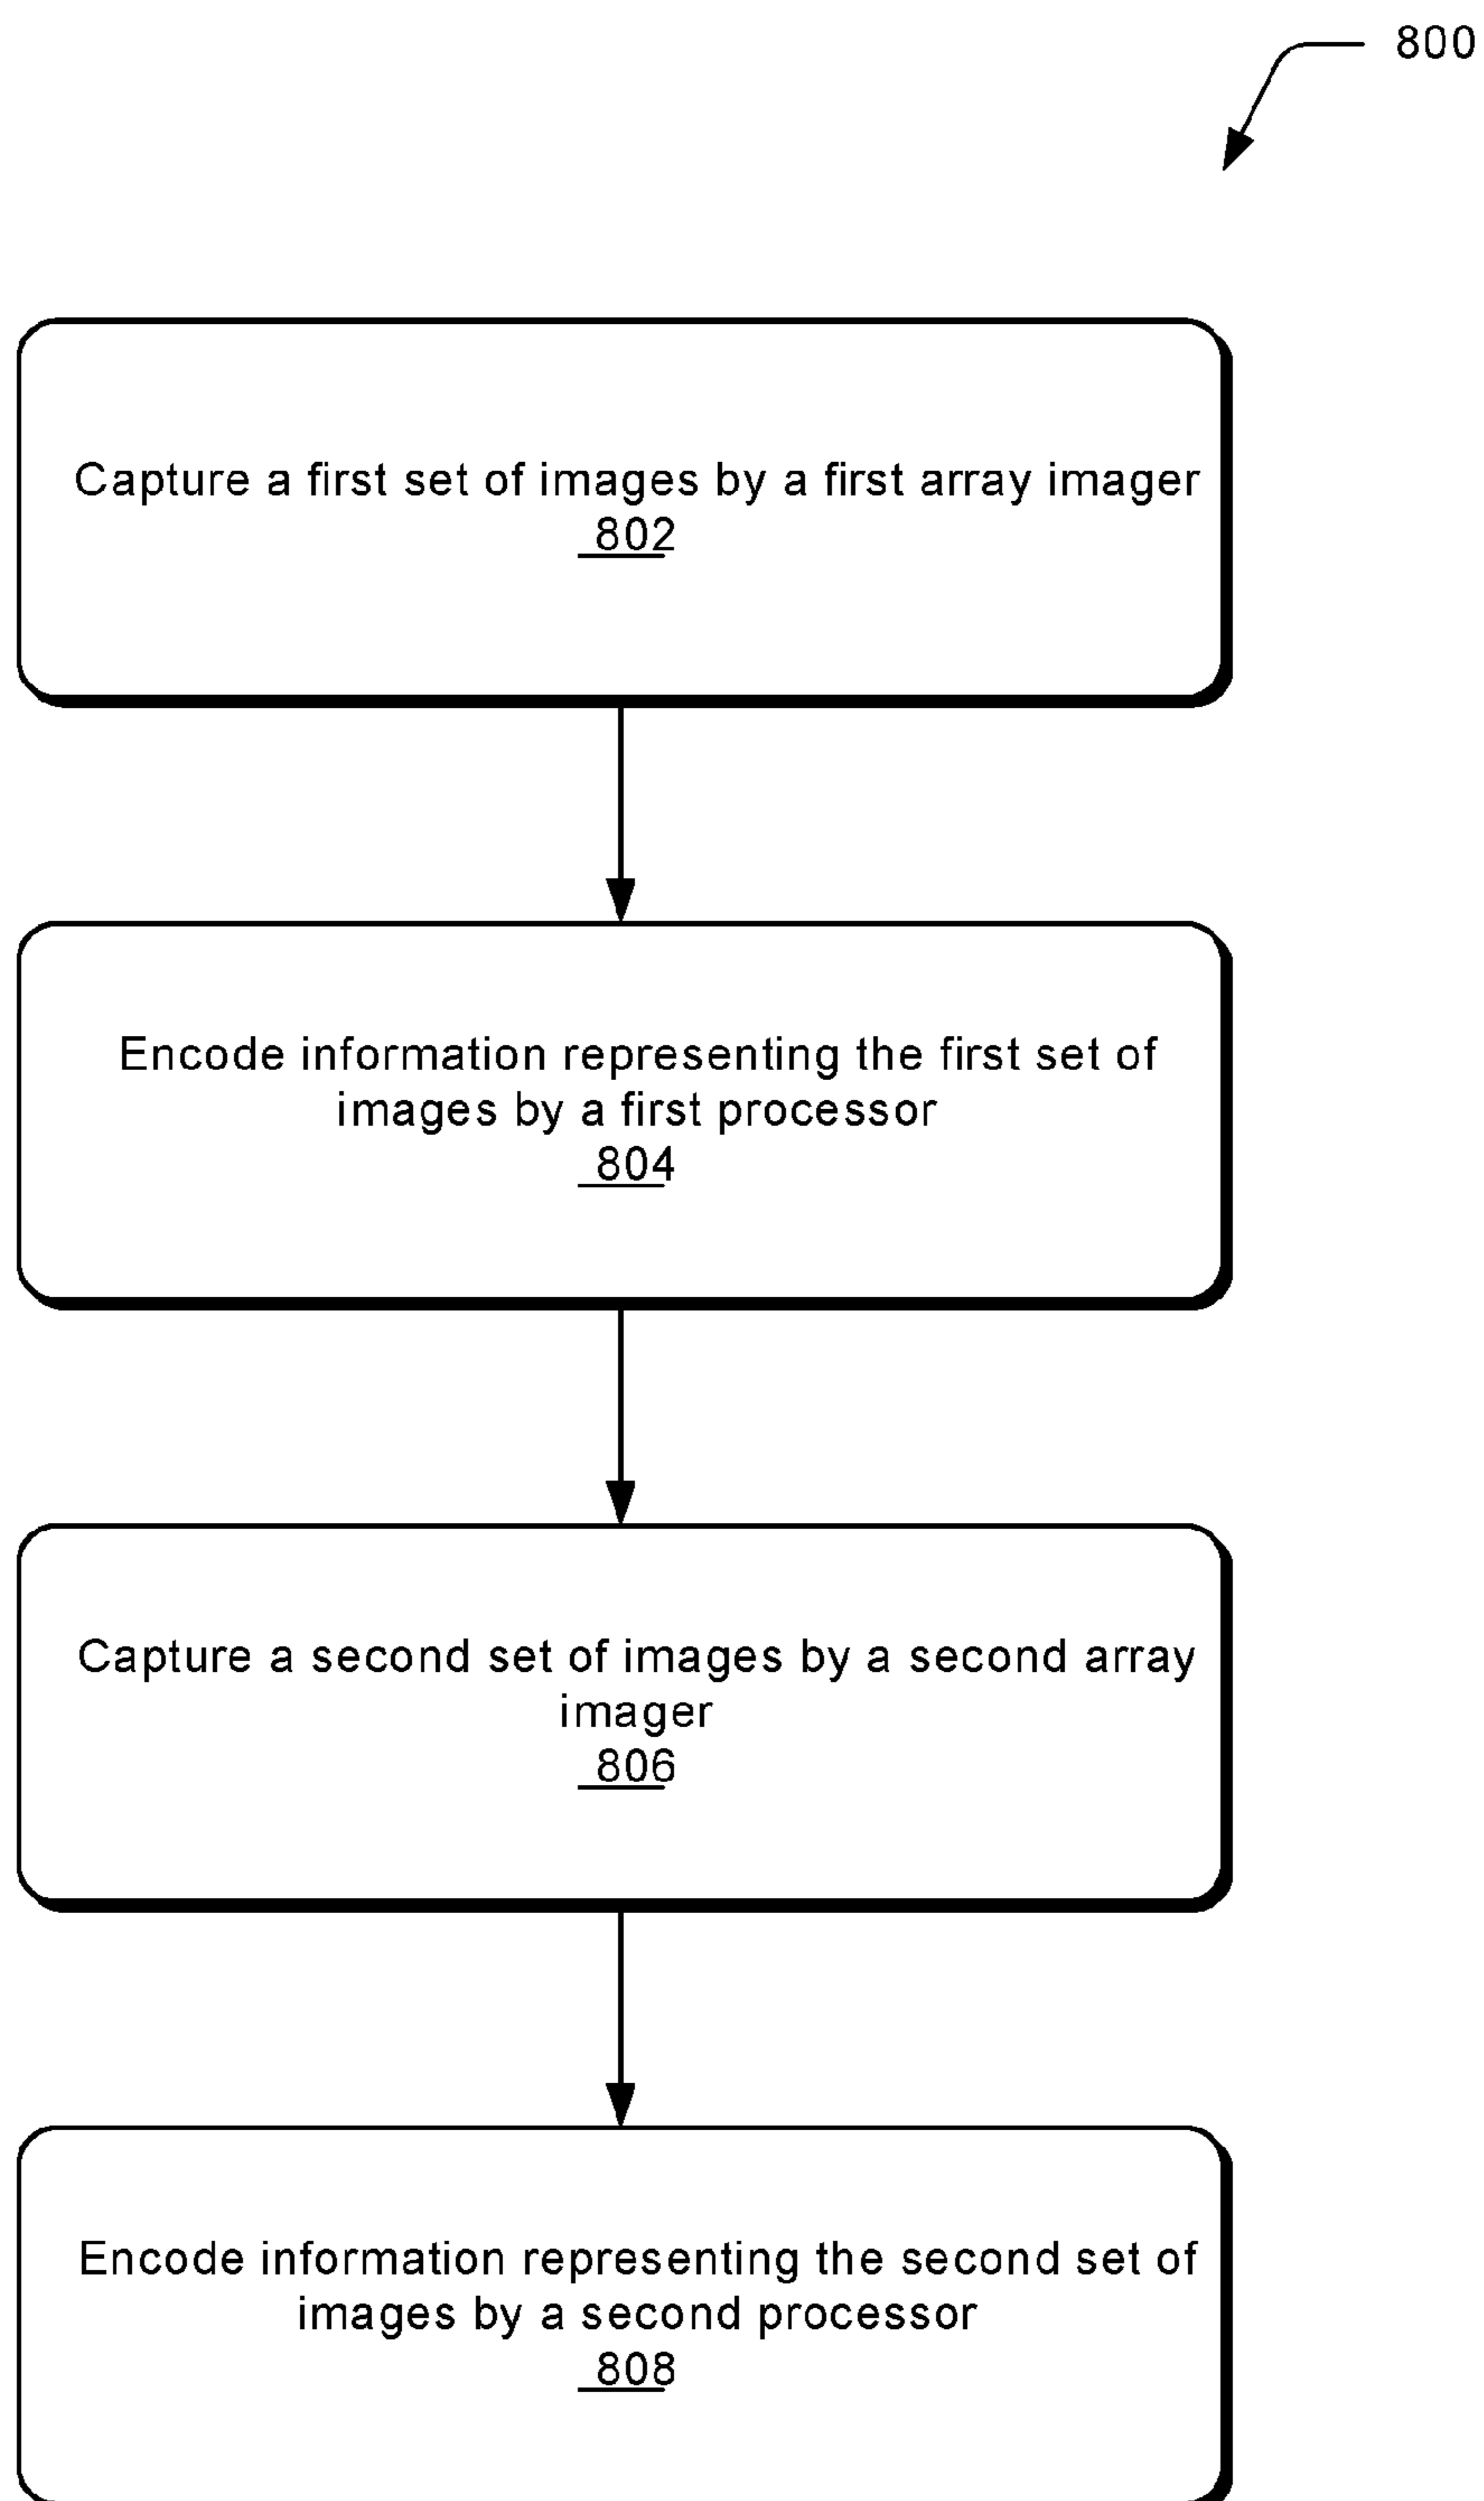 800
Capture a first set of images by a first array imager
802
Encode information representing the first set of
images by a first processor
804
Capture a second set of images by a second array
imager
806
Encode information representing the second set of
images by a second processor
808